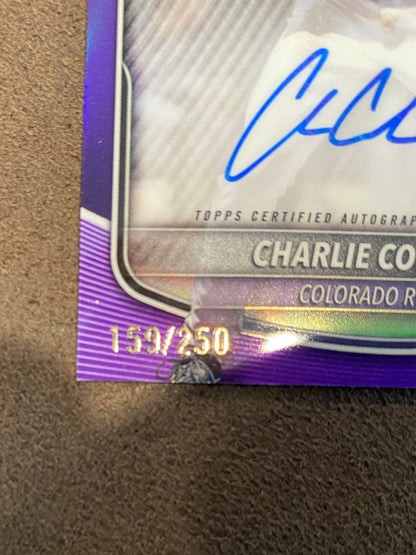 TOPPS CERTIFIED AUTOGRAP
CHARLIE CO
COLORADO R
159/250